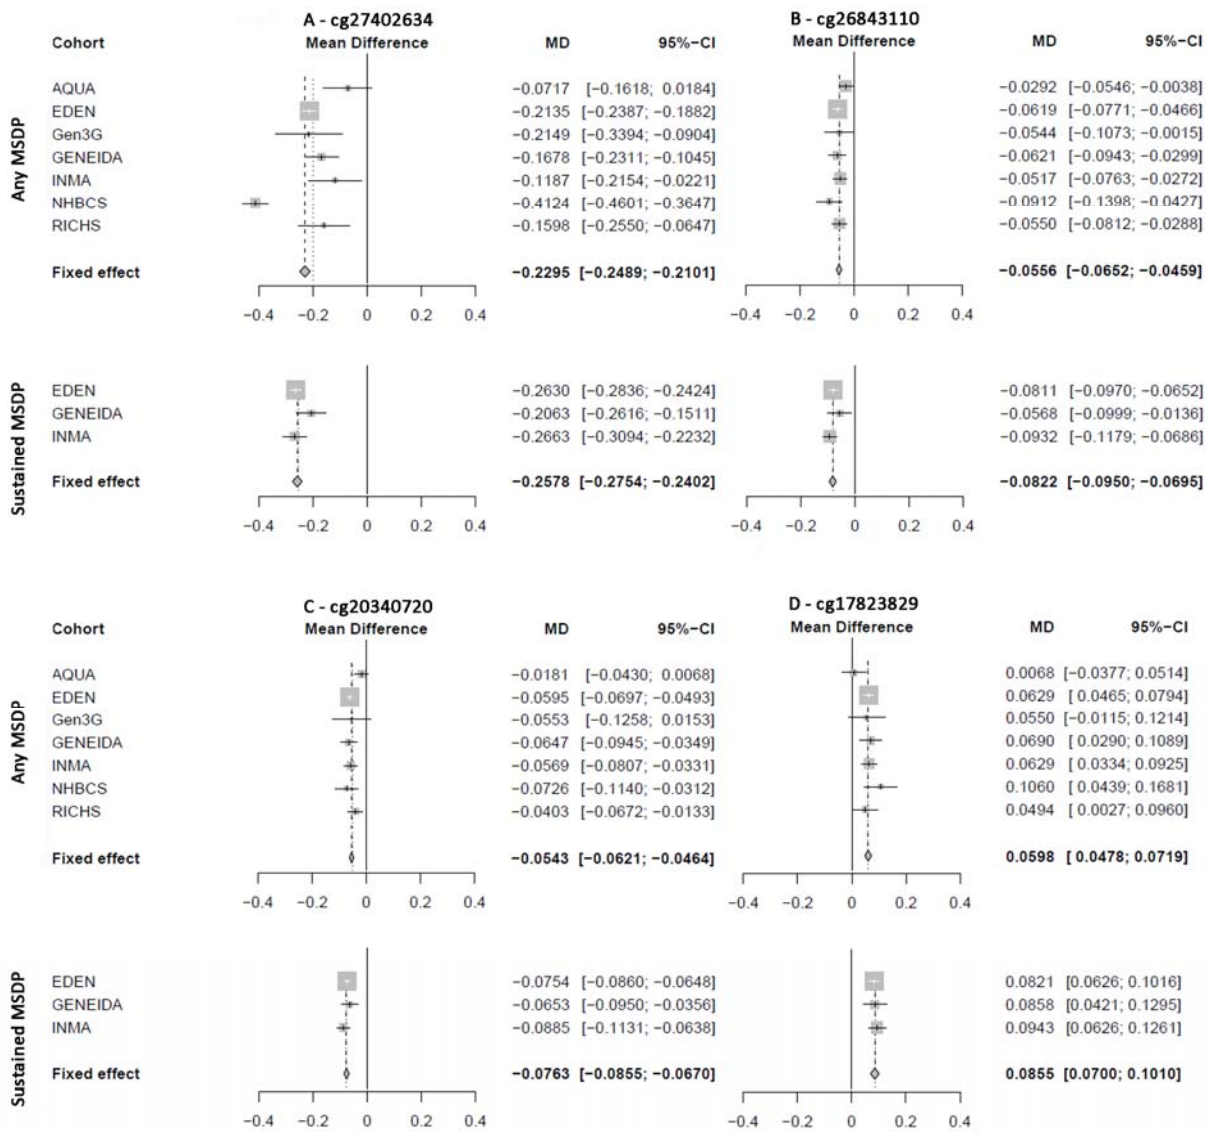 A - cg27402634 B - cg26843110
Cohort Mean Difference MD 95%−CI Mean Difference MD 95%−CI
Any MSDP
AQUA −0.0717 [−0.1618; 0.0184] −0.0292 [−0.0546; −0.0038]
EDEN −0.2135 [−0.2387; −0.1882] −0.0619 [−0.0771; −0.0466]
Gen3G −0.2149 [−0.3394; −0.0904] −0.0544 [−0.1073; −0.0015]
GENEIDA −0.1678 [−0.2311; −0.1045] −0.0621 [−0.0943; −0.0299]
INMA −0.1187 [−0.2154; −0.0221] −0.0517 [−0.0763; −0.0272]
NHBCS −0.4124 [−0.4601; −0.3647] −0.0912 [−0.1398; −0.0427]
RICHS −0.1598 [−0.2550; −0.0647] −0.0550 [−0.0812; −0.0288]
Fixed effect −0.2295 [−0.2489; −0.2101] −0.0556 [−0.0652; −0.0459]
−0.4 −0.2 0 0.2 0.4 −0.4 −0.2 0 0.2 0.4
Sustained MSDP
EDEN −0.2630 [−0.2836; −0.2424] −0.0811 [−0.0970; −0.0652]
GENEIDA −0.2063 [−0.2616; −0.1511] −0.0568 [−0.0999; −0.0136]
INMA −0.2663 [−0.3094; −0.2232] −0.0932 [−0.1179; −0.0686]
Fixed effect −0.2578 [−0.2754; −0.2402] −0.0822 [−0.0950; −0.0695]
−0.4 −0.2 0 0.2 0.4 −0.4 −0.2 0 0.2 0.4
C - cg20340720 D - cg17823829
Cohort Mean Difference MD 95%−CI Mean Difference MD 95%−CI
Any MSDP
AQUA −0.0181 [−0.0430; 0.0068] 0.0068 [−0.0377; 0.0514]
EDEN −0.0595 [−0.0697; −0.0493] 0.0629 [0.0465; 0.0794]
Gen3G −0.0553 [−0.1258; 0.0153] 0.0550 [−0.0115; 0.1214]
GENEIDA −0.0647 [−0.0945; −0.0349] 0.0690 [ 0.0290; 0.1089]
INMA −0.0569 [−0.0807; −0.0331] 0.0629 [ 0.0334; 0.0925]
NHBCS −0.0726 [−0.1140; −0.0312] 0.1060 [0.0439; 0.1681]
RICHS −0.0403 [−0.0672; −0.0133] 0.0494 [ 0.0027; 0.0960]
Fixed effect −0.0543 [−0.0621; −0.0464] 0.0598 [ 0.0478; 0.0719]
−0.4 −0.2 0 0.2 0.4 −0.4 −0.2 0 0.2 0.4
Sustained MSDP
EDEN −0.0754 [−0.0860; −0.0648] 0.0821 [0.0626; 0.1016]
GENEIDA −0.0653 [−0.0950; −0.0356] 0.0858 [0.0421; 0.1295]
INMA −0.0885 [−0.1131; −0.0638] 0.0943 [0.0626; 0.1261]
Fixed effect −0.0763 [−0.0855; −0.0670] 0.0855 [0.0700; 0.1010]
−0.4 −0.2 0 0.2 0.4 −0.4 −0.2 0 0.2 0.4